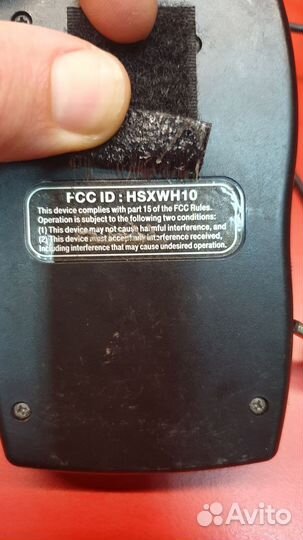 FCC ID : HSXWH10
This device complies with part 15 of the FCC Rules.
Operation is subject to the following two conditions:
(1) This device may not cause harmful interference, and
(2) This device must accept any interference received,
including interference that may cause undesired operation.
Avito